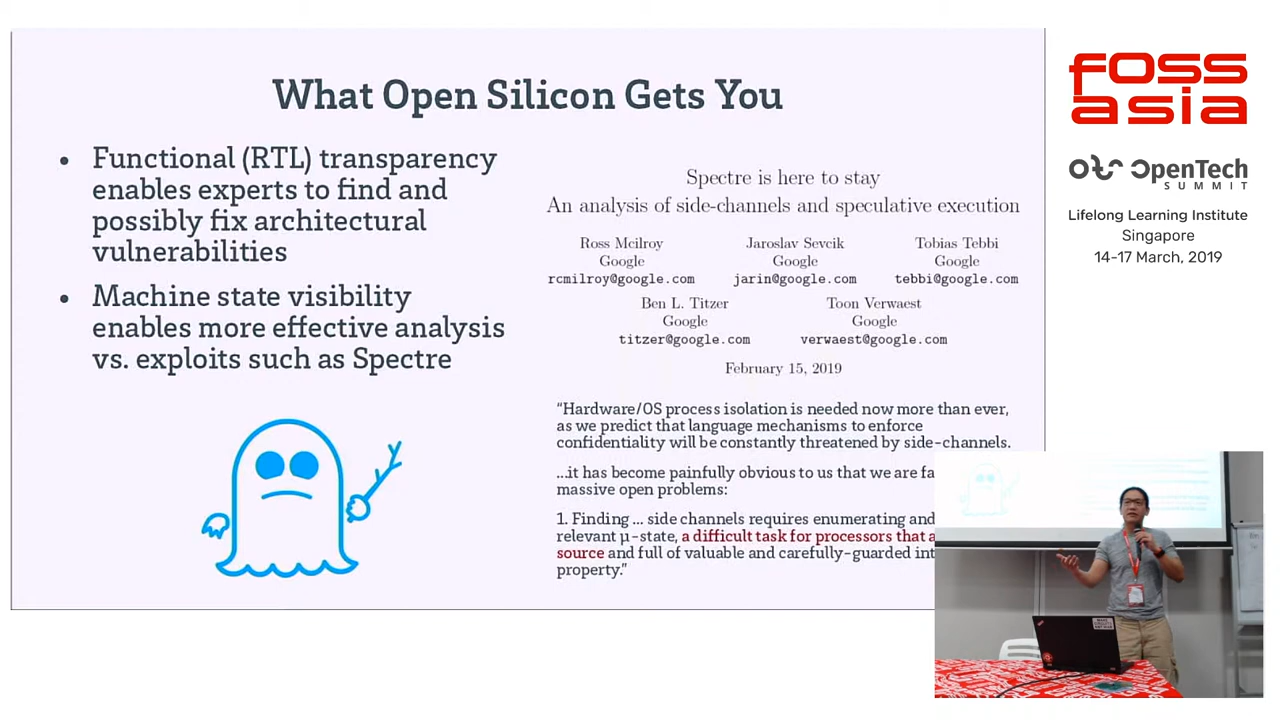 What Open Silicon Gets You
• Functional (RTL) transparency
enables experts to find and
possibly fix architectural
vulnerabilities
• Machine state visibility
enables more effective analysis
vs. exploits such as Spectre
Spectre is here to stay
An analysis of side-channels and speculative execution
Ross Mcilroy
Google
rcmilroy@google.com
Jaroslav Sevcik
Google
jarin@google.com
Tobias Tebbi
Google
tebbi@google.com
Ben L. Titzer
Google
titzer@google.com
Toon Verwaest
Google
verwaest@google.com
February 15, 2019
“Hardware/OS process isolation is needed now more than ever,
as we predict that language mechanisms to enforce
confidentiality will be constantly threatened by side-channels.
…it has become painfully obvious to us that we are fa
massive open problems:
1. Finding … side channels requires enumerating and
relevant μ-state, a difficult task for processors that a
source and full of valuable and carefully-guarded int
property.”
FOSS
ASIA
OpenTech
SUMMIT
Lifelong Learning Institute
Singapore
14-17 March, 2019